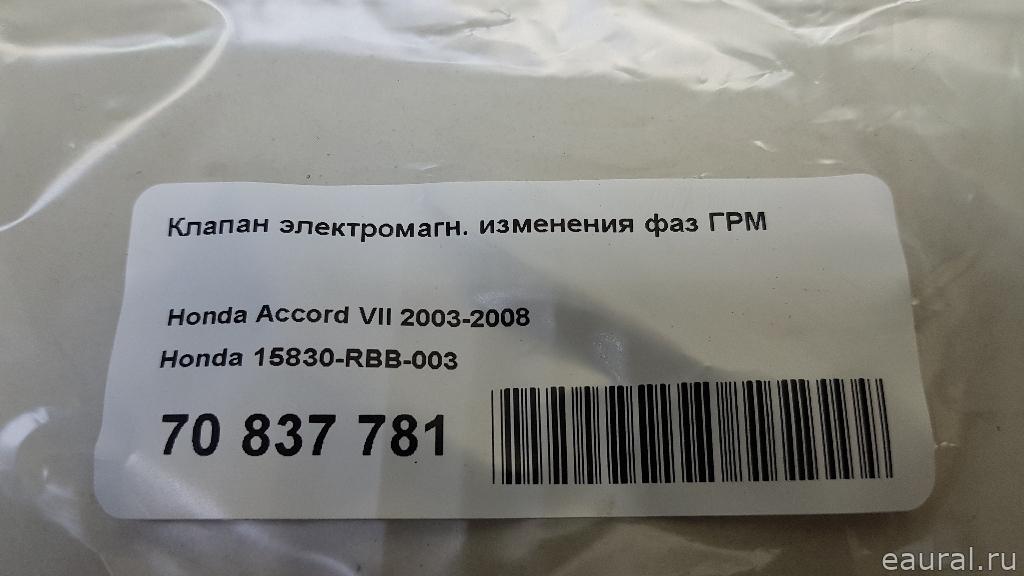 Клапан электромагн. изменения фаз ГРМ
Honda Accord VII 2003-2008
Honda 15830-RBB-003
70 837 781
eaural.ru